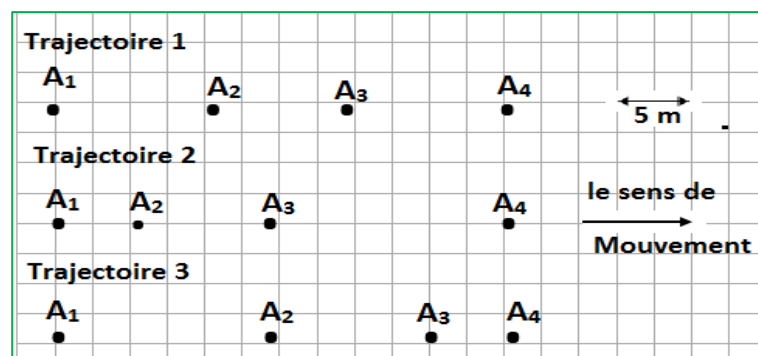 Trajectoire 1
A₁ A₂ A₃ A₄
5 m
Trajectoire 2
A₁ A₂ A₃ A₄
le sens de
Mouvement
Trajectoire 3
A₁ A₂ A₃ A₄